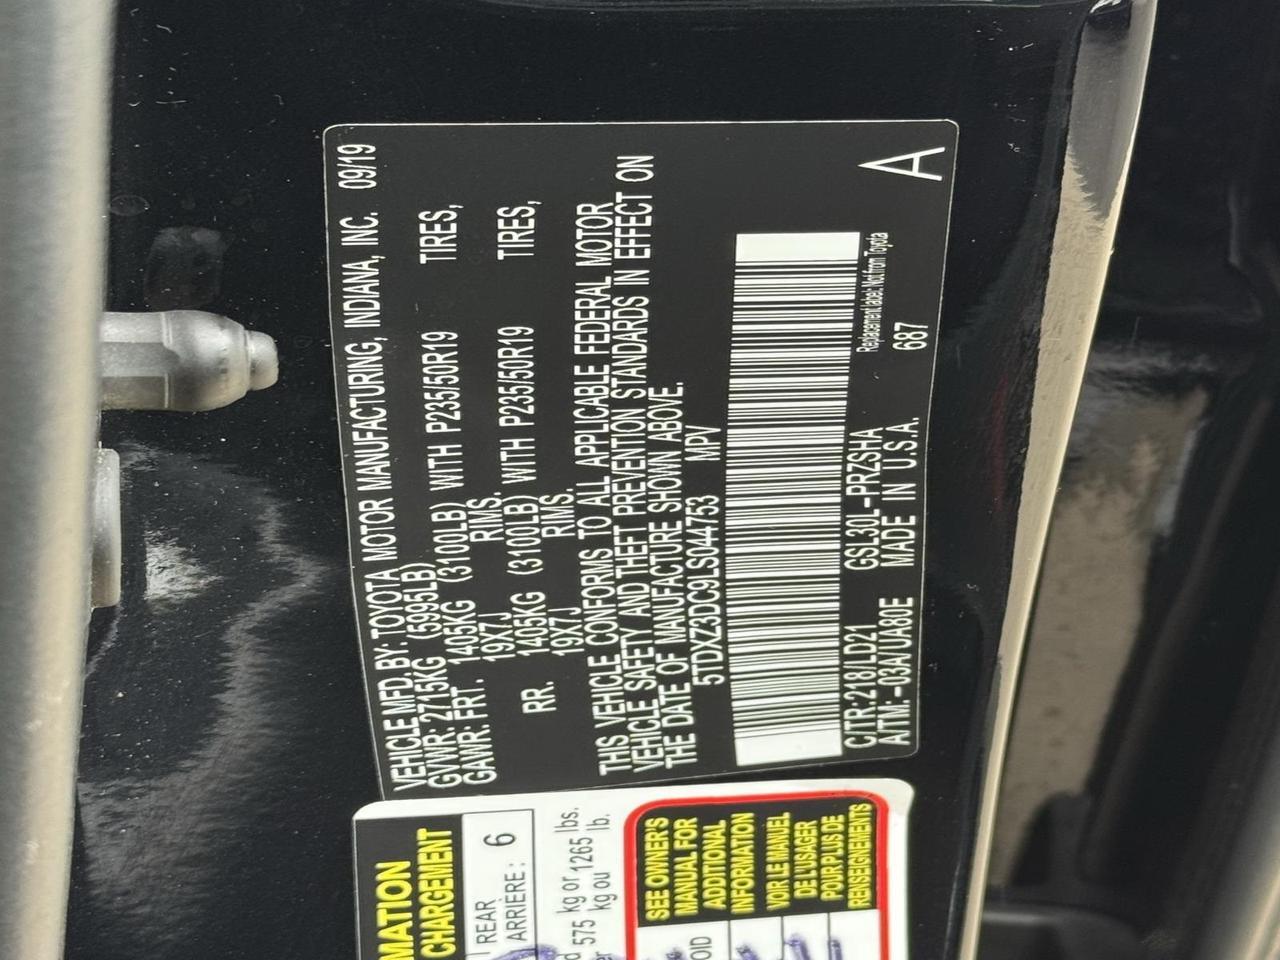 VEHICLE MFD.BY: TOYOTA MOTOR MANUFACTURING, INDIANA, INC. 09/19
GVWR: 2715KG (5995LB)
GAWR: FRT. 1405KG (3100LB) WITH P235/50R19 TIRES,
19X7J RIMS.
RR. 1405KG (3100LB) WITH P235/50R19 TIRES,
19X7J RIMS.
THIS VEHICLE CONFORMS TO ALL APPLICABLE FEDERAL MOTOR
VEHICLE SAFETY AND THEFT PREVENTION STANDARDS IN EFFECT ON
THE DATE OF MANUFACTURE SHOWN ABOVE.
5TDXZ3DC9LS044753 MPV
Replacement Label: Not from Toyota
C/TR:218/LD21 GSL30L-PRZSHA
A/TM:-03A/UA80E MADE IN U.S.A. 687
A
MATION
CHARGEMENT
REAR
ARRIÈRE : 6
575 kg or 1265 lbs.
kg ou lb.
SEE OWNER'S
MANUAL FOR
ADDITIONAL
INFORMATION
VOIR LE MANUEL
DE L'USAGER
POUR PLUS DE
RENSEIGNEMENTS